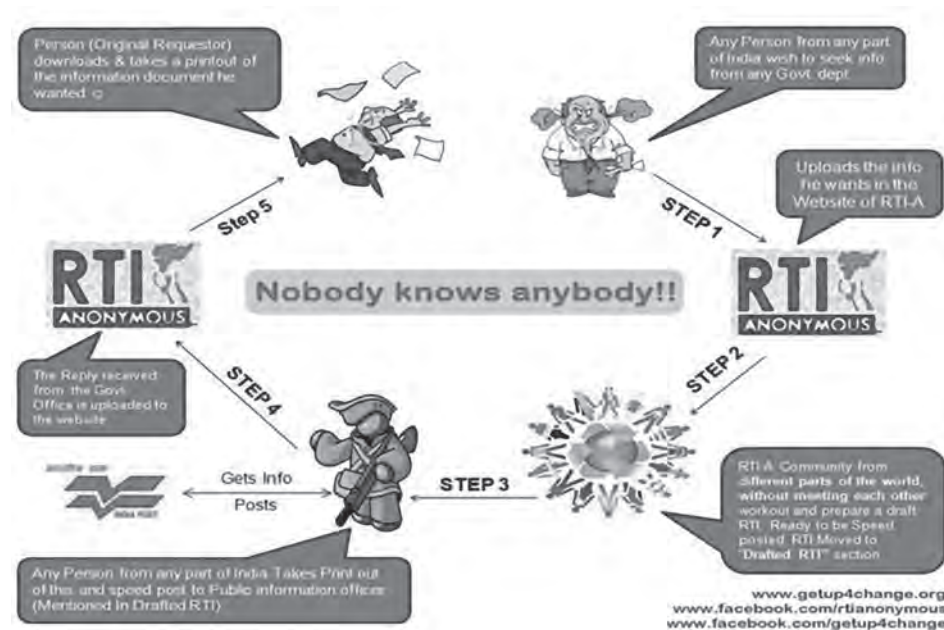 Person (Original Requestor)
downloads & takes a printout
of the information document he
wanted ☺
Any Person from any part
of India wish to seek info
from any Govt. dept.
Uploads the info
he wants in the
Website of RTI-A
Step 5
STEP 1
RTI
ANONYMOUS
Nobody knows anybody!!
RTI
ANONYMOUS
STEP 2
The Reply received
from the Govt.
Office is uploaded to
the website
STEP 4
Gets Info
Posts
STEP 3
INDIA POST
RTI-A Community from
different parts of the world,
without meeting each other
workout and prepare a draft
RTI. Ready to be Speed
posted. RTI Moved to
"Drafted RTI" section
Any Person from any part of India Takes Print out
of this and speed post to Public information officer
(Mentioned In Drafted RTI)
www.getup4change.org
www.facebook.com/rtianonymous
www.facebook.com/getup4change